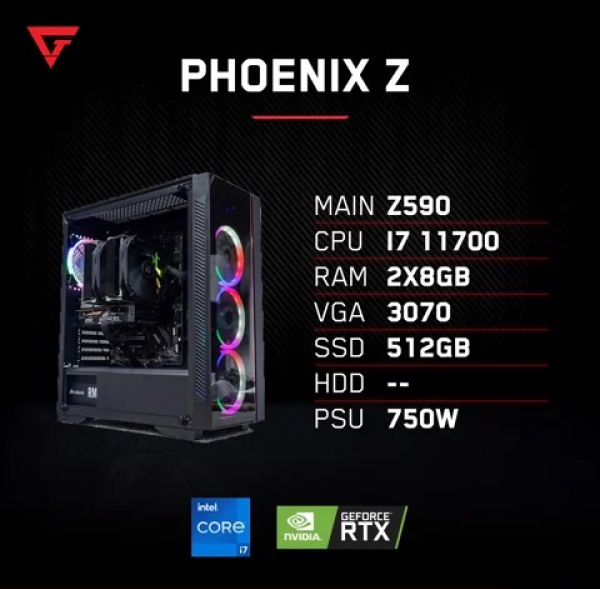 PHOENIX Z
MAIN Z590
CPU I7 11700
RAM 2X8GB
VGA 3070
SSD 512GB
HDD --
PSU 750W
RM
intel
CORE
i7
NVIDIA.
GEFORCE
RTX